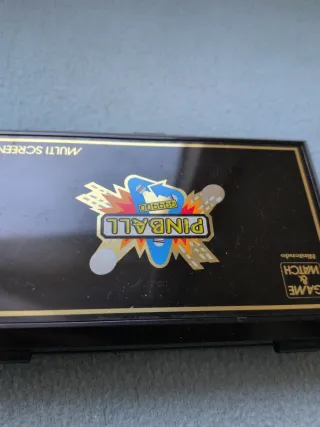 GAME
&
WATCH
Nintendo
PINBALL
MULTI SCREEN